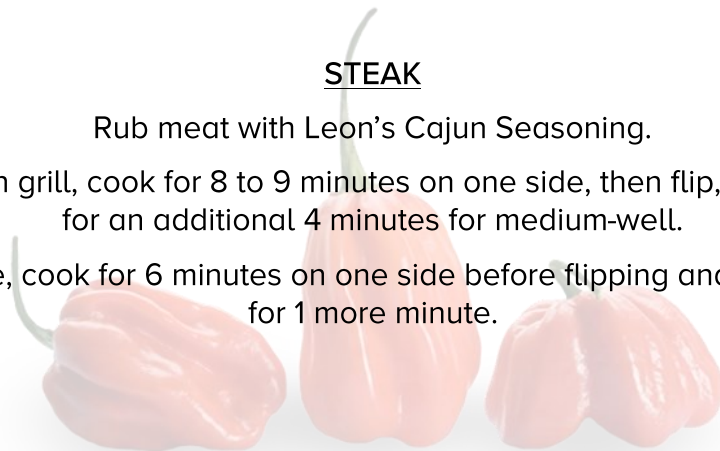 STEAK
Rub meat with Leon’s Cajun Seasoning.
grill, cook for 8 to 9 minutes on one side, then flip,
for an additional 4 minutes for medium-well.
cook for 6 minutes on one side before flipping and
for 1 more minute.